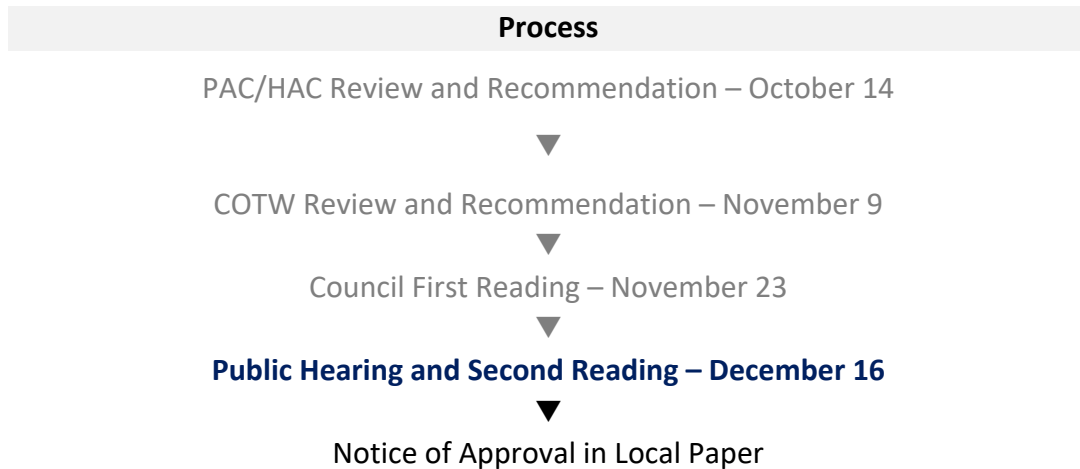 Process
PAC/HAC Review and Recommendation – October 14
COTW Review and Recommendation – November 9
Council First Reading – November 23
Public Hearing and Second Reading – December 16
Notice of Approval in Local Paper